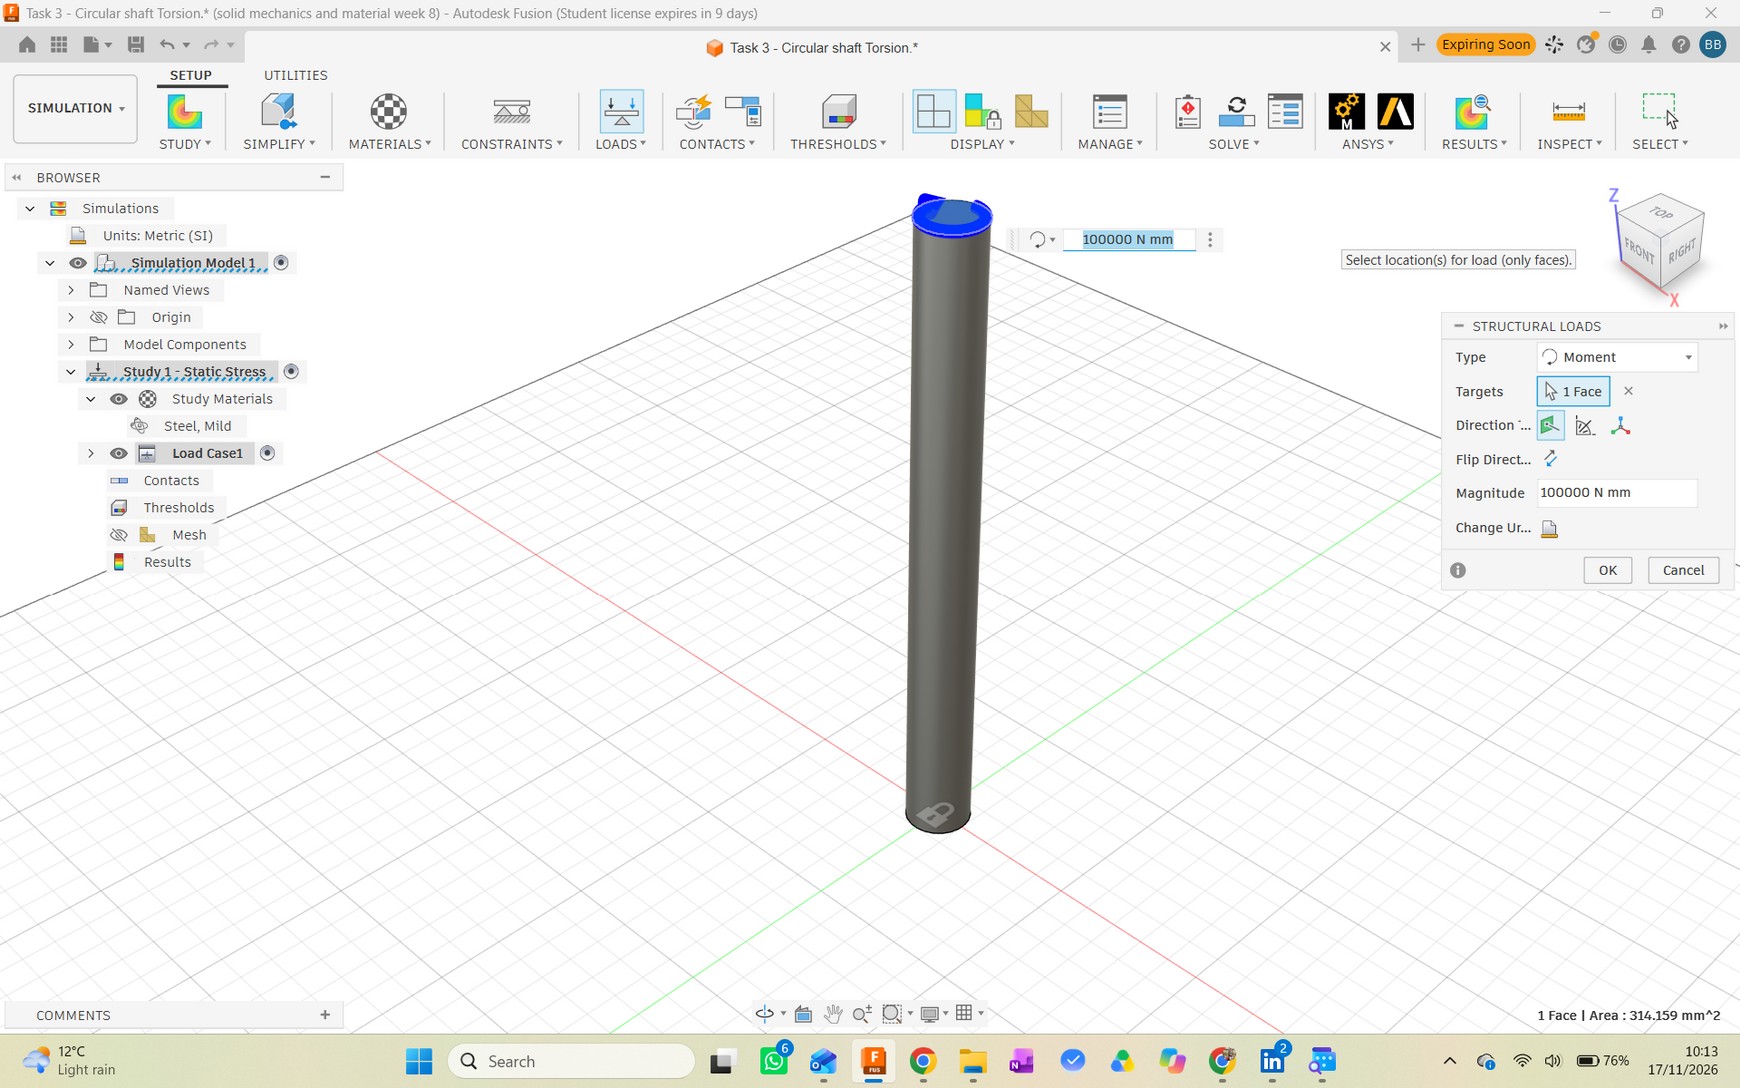 Task 3 - Circular shaft Torsion.* (solid mechanics and material week 8) - Autodesk Fusion (Student license expires in 9 days)
Task 3 - Circular shaft Torsion.*
Expiring Soon
BB
SETUP
UTILITIES
SIMULATION
STUDY
SIMPLIFY
MATERIALS
CONSTRAINTS
LOADS
CONTACTS
THRESHOLDS
DISPLAY
MANAGE
SOLVE
ANSYS
RESULTS
INSPECT
SELECT
BROWSER
Simulations
Units: Metric (SI)
Simulation Model 1
Named Views
Origin
Model Components
Study 1 - Static Stress
Study Materials
Steel, Mild
Load Case1
Contacts
Thresholds
Mesh
Results
100000 N mm
Select location(s) for load (only faces).
Z
TOP
FRONT
RIGHT
X
STRUCTURAL LOADS
Type
Moment
Targets
1 Face
Direction ...
Flip Direct...
Magnitude
100000 N mm
Change Ur...
OK
Cancel
COMMENTS
1 Face | Area : 314.159 mm^2
12°C
Light rain
Search
6
F
FUS
N
in
2
76%
10:13
17/11/2026